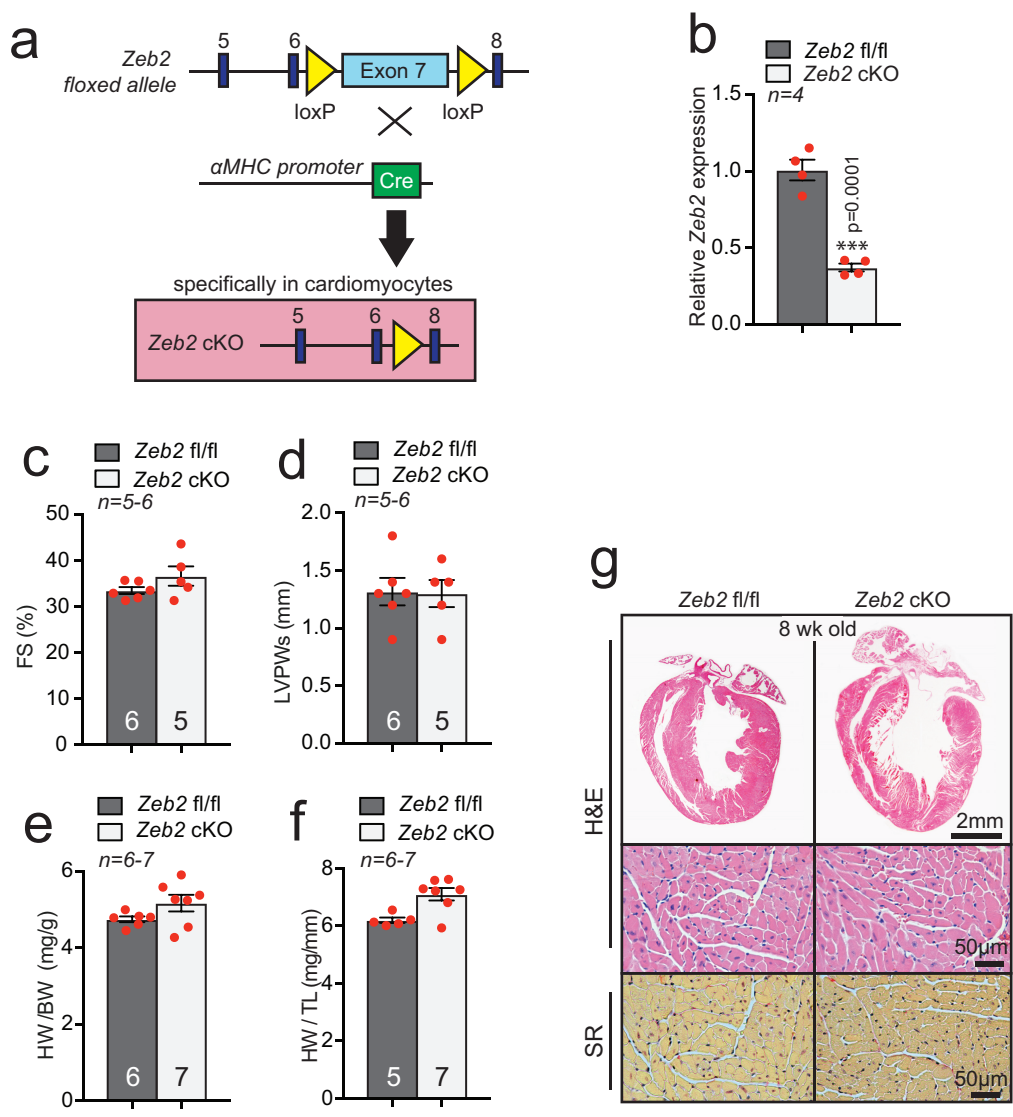 a
5 6 8
Zeb2
floxed allele
Exon 7
loxP loxP
αMHC promoter
Cre
specifically in cardiomyocytes
5 6 8
Zeb2 cKO
b
Zeb2 fl/fl
Zeb2 cKO
n=4
Relative Zeb2 expression
1.5
1.0
0.5
0.0
p=0.0001
***
c
Zeb2 fl/fl
Zeb2 cKO
n=5-6
FS (%)
50
40
30
20
10
0
6 5
d
Zeb2 fl/fl
Zeb2 cKO
n=5-6
LVPWs (mm)
2.0
1.5
1.0
0.5
0.0
6 5
e
Zeb2 fl/fl
Zeb2 cKO
n=6-7
HW/BW (mg/g)
6
4
2
0
6 7
f
Zeb2 fl/fl
Zeb2 cKO
n=6-7
HW/TL (mg/mm)
8
6
4
2
0
5 7
g
Zeb2 fl/fl Zeb2 cKO
8 wk old
H&E
2mm
50µm
SR
50µm